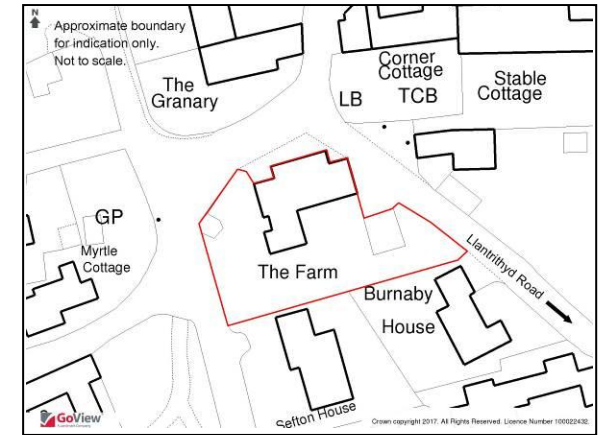 N
Approximate boundary
for indication only.
Not to scale.
The
Granary
Corner
Cottage
LB
TCB
Stable
Cottage
GP
Myrtle
Cottage
The Farm
Llantrithyd Road
Burnaby
House
Sefton House
GoView
Crown copyright 2017. All Rights Reserved. Licence Number 100022432.